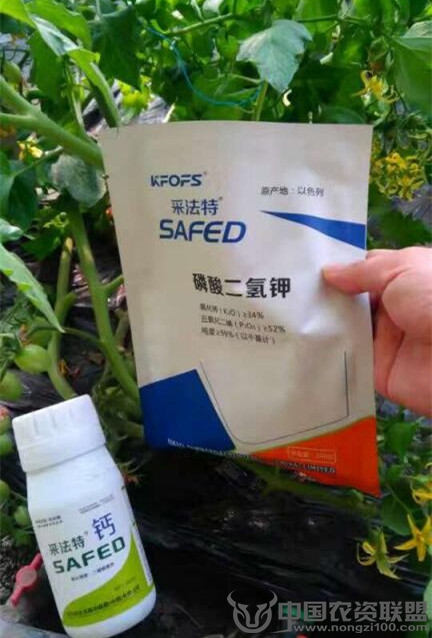 KFOFS®
原产地：以色列
采法特®
SAFED
磷酸二氢钾
氧化钾（K₂O）≥34%
五氧化二磷（P₂O₅）≥52%
纯度≥99%（以干基计）
LIMITED
采法特®
钙
SAFED
中国农资联盟
www.nongzi100.com